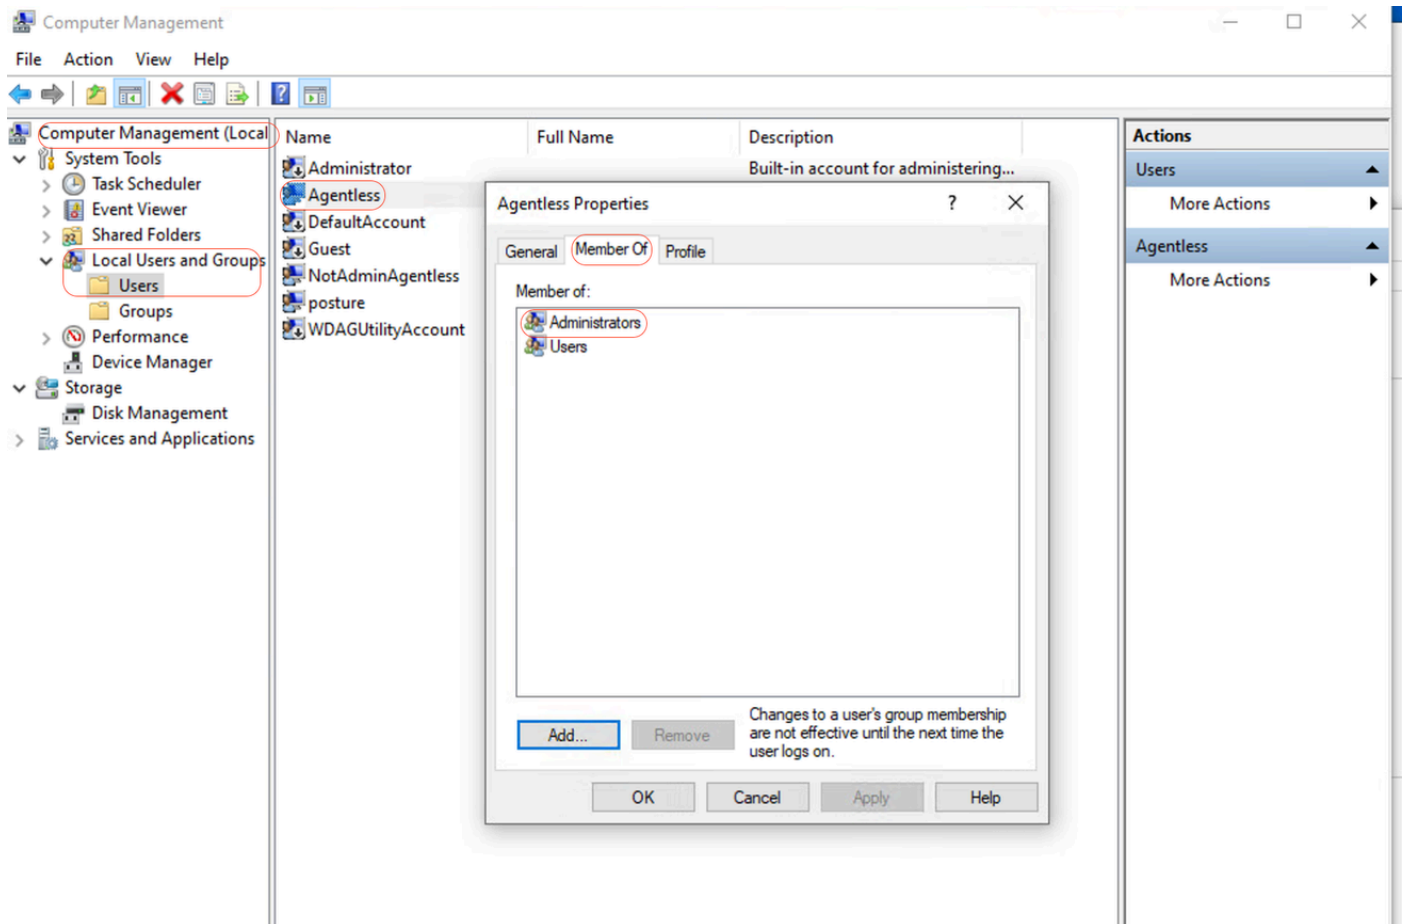 Computer Management
File Action View Help
Computer Management (Local
System Tools
Task Scheduler
Event Viewer
Shared Folders
Local Users and Groups
Users
Groups
Performance
Device Manager
Storage
Disk Management
Services and Applications
Name Full Name Description
Administrator Built-in account for administering...
Agentless
DefaultAccount
Guest
NotAdminAgentless
posture
WDAGUtilityAccount
Agentless Properties
General Member Of Profile
Member of:
Administrators
Users
Add... Remove
Changes to a user's group membership
are not effective until the next time the
user logs on.
OK Cancel Apply Help
Actions
Users
More Actions
Agentless
More Actions